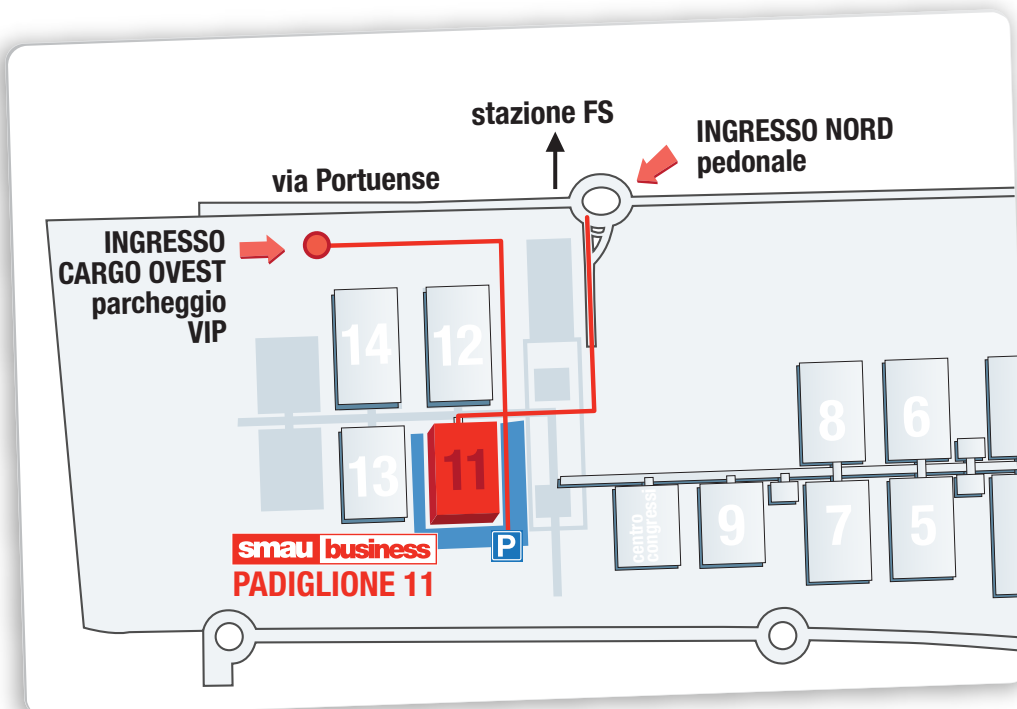 stazione FS
INGRESSO NORD
pedonale
via Portuense
INGRESSO
CARGO OVEST
parcheggio
VIP
14
12
8
6
13
11
centro
congressi
9
7
5
smau business
P
PADIGLIONE 11